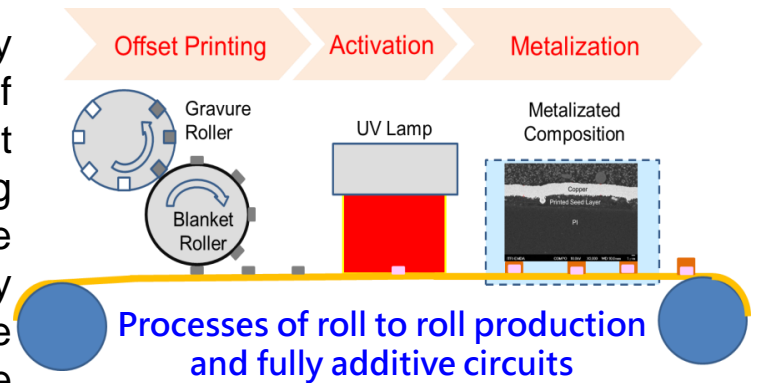 Offset Printing
Activation
Metalization
Gravure
Roller
UV Lamp
Metalizated
Composition
Blanket
Roller
Copper
Printed Seed Layer
PI
Processes of roll to roll production
and fully additive circuits